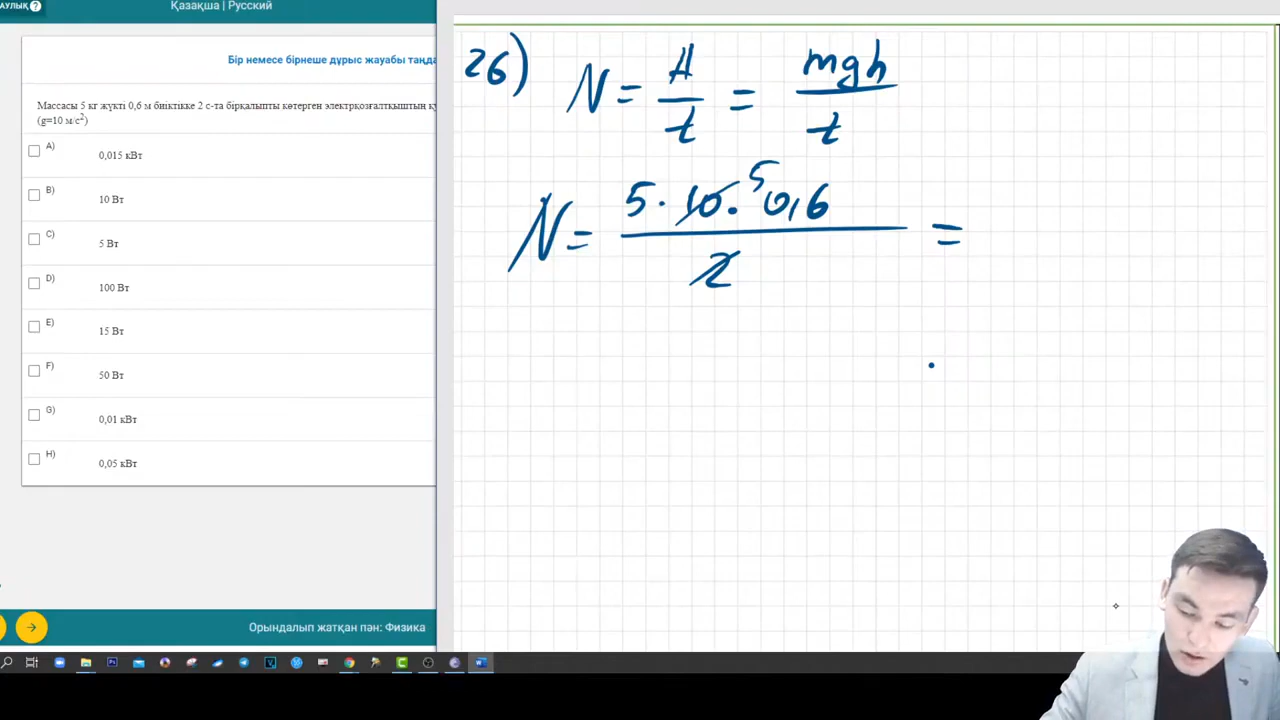 АУЛЫҚ ?
Қазақша | Русский
Бір немесе бірнеше дұрыс жауабы таңда
Массасы 5 кг жүкті 0,6 м биіктікке 2 с-та бірқалыпты көтерген электрқозғалтқыштың қу
(g=10 м/с²)
A) 0,015 кВт
B) 10 Вт
C) 5 Вт
D) 100 Вт
E) 15 Вт
F) 50 Вт
G) 0,01 кВт
H) 0,05 кВт
Орындалып жатқан пән: Физика
26) N = A/t = mgh/t
N = 5 · 10 · ⁵ 0,6 / 2 =